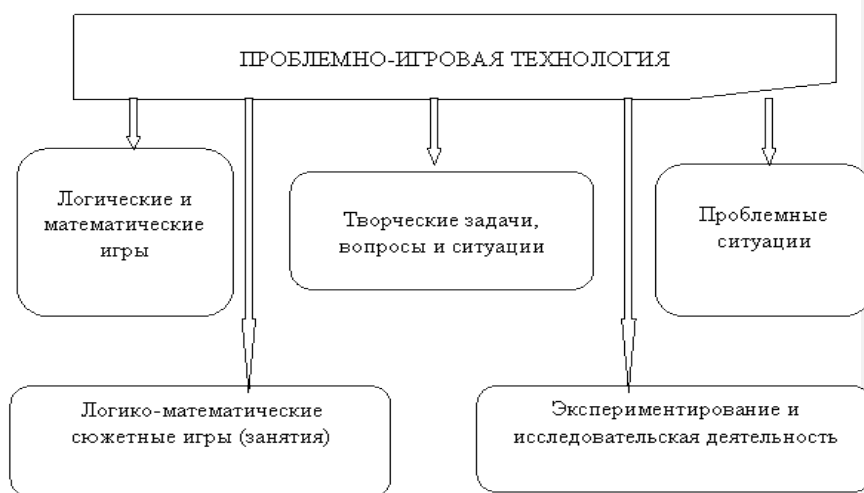 ПРОБЛЕМНО-ИГРОВАЯ ТЕХНОЛОГИЯ
Логические и
математические
игры
Творческие задачи,
вопросы и ситуации
Проблемные
ситуации
Логико-математические
сюжетные игры (занятия)
Экспериментирование и
исследовательская деятельность